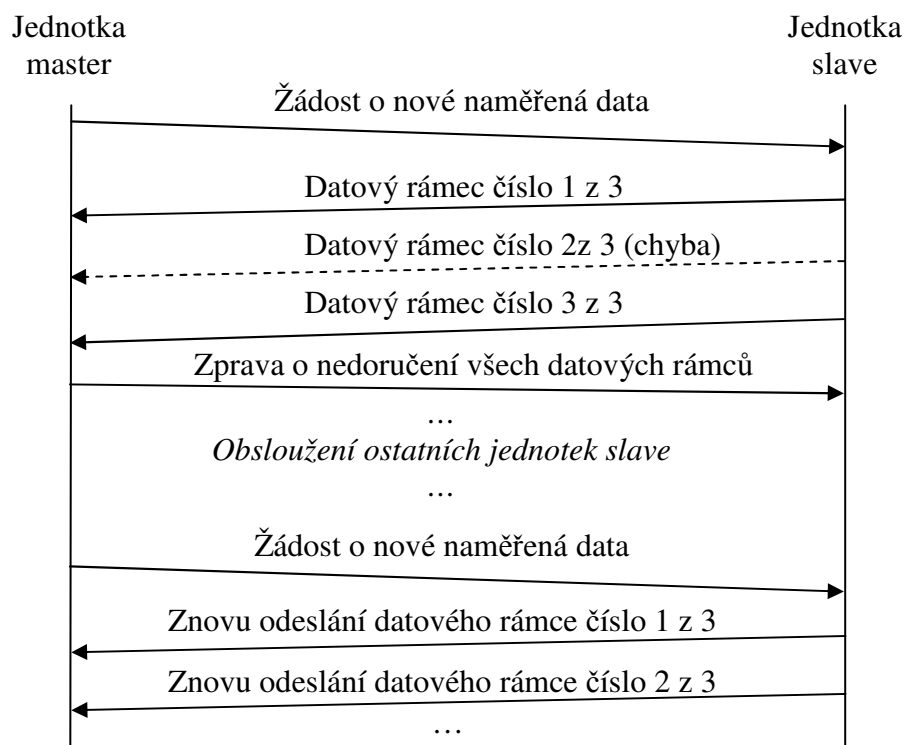 Jednotka
master
Jednotka
slave
Žádost o nové naměřená data
Datový rámec číslo 1 z 3
Datový rámec číslo 2z 3 (chyba)
Datový rámec číslo 3 z 3
Zprava o nedoručení všech datových rámců
…
Obsloužení ostatních jednotek slave
…
Žádost o nové naměřená data
Znovu odeslání datového rámce číslo 1 z 3
Znovu odeslání datového rámce číslo 2 z 3
…